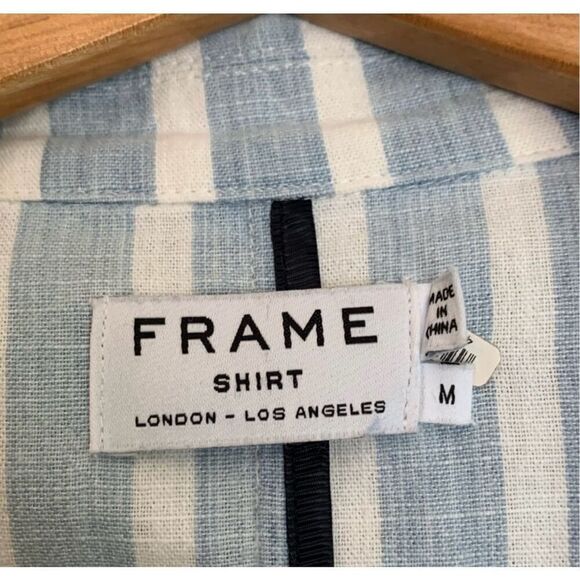 FRAME
SHIRT
LONDON - LOS ANGELES
MADE
IN
CHINA
M